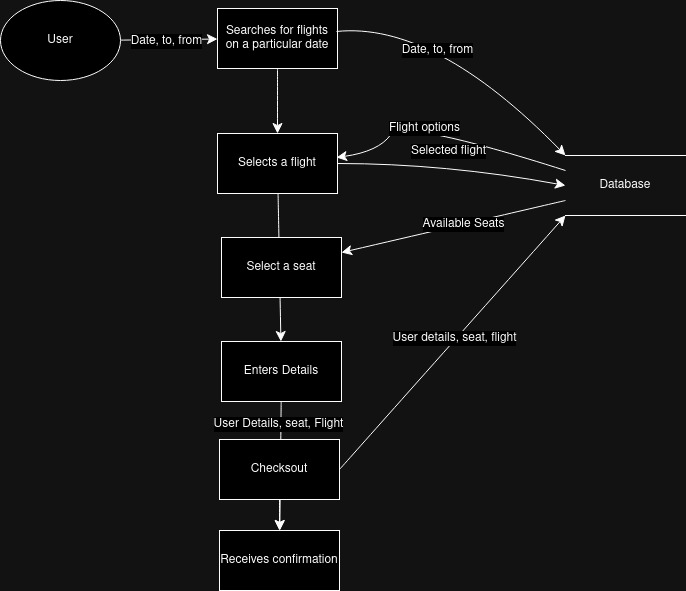 User
Date, to, from
Searches for flights
on a particular date
Date, to, from
Flight options
Selected flight
Selects a flight
Database
Available Seats
Select a seat
User details, seat, flight
Enters Details
User Details, seat, Flight
Checksout
Receives confirmation